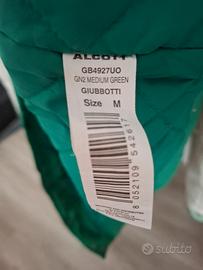 ALCOTT
GB4927UO
GN2 MEDIUM GREEN
GIUBBOTTI
Size M
8 052109 542617
subito